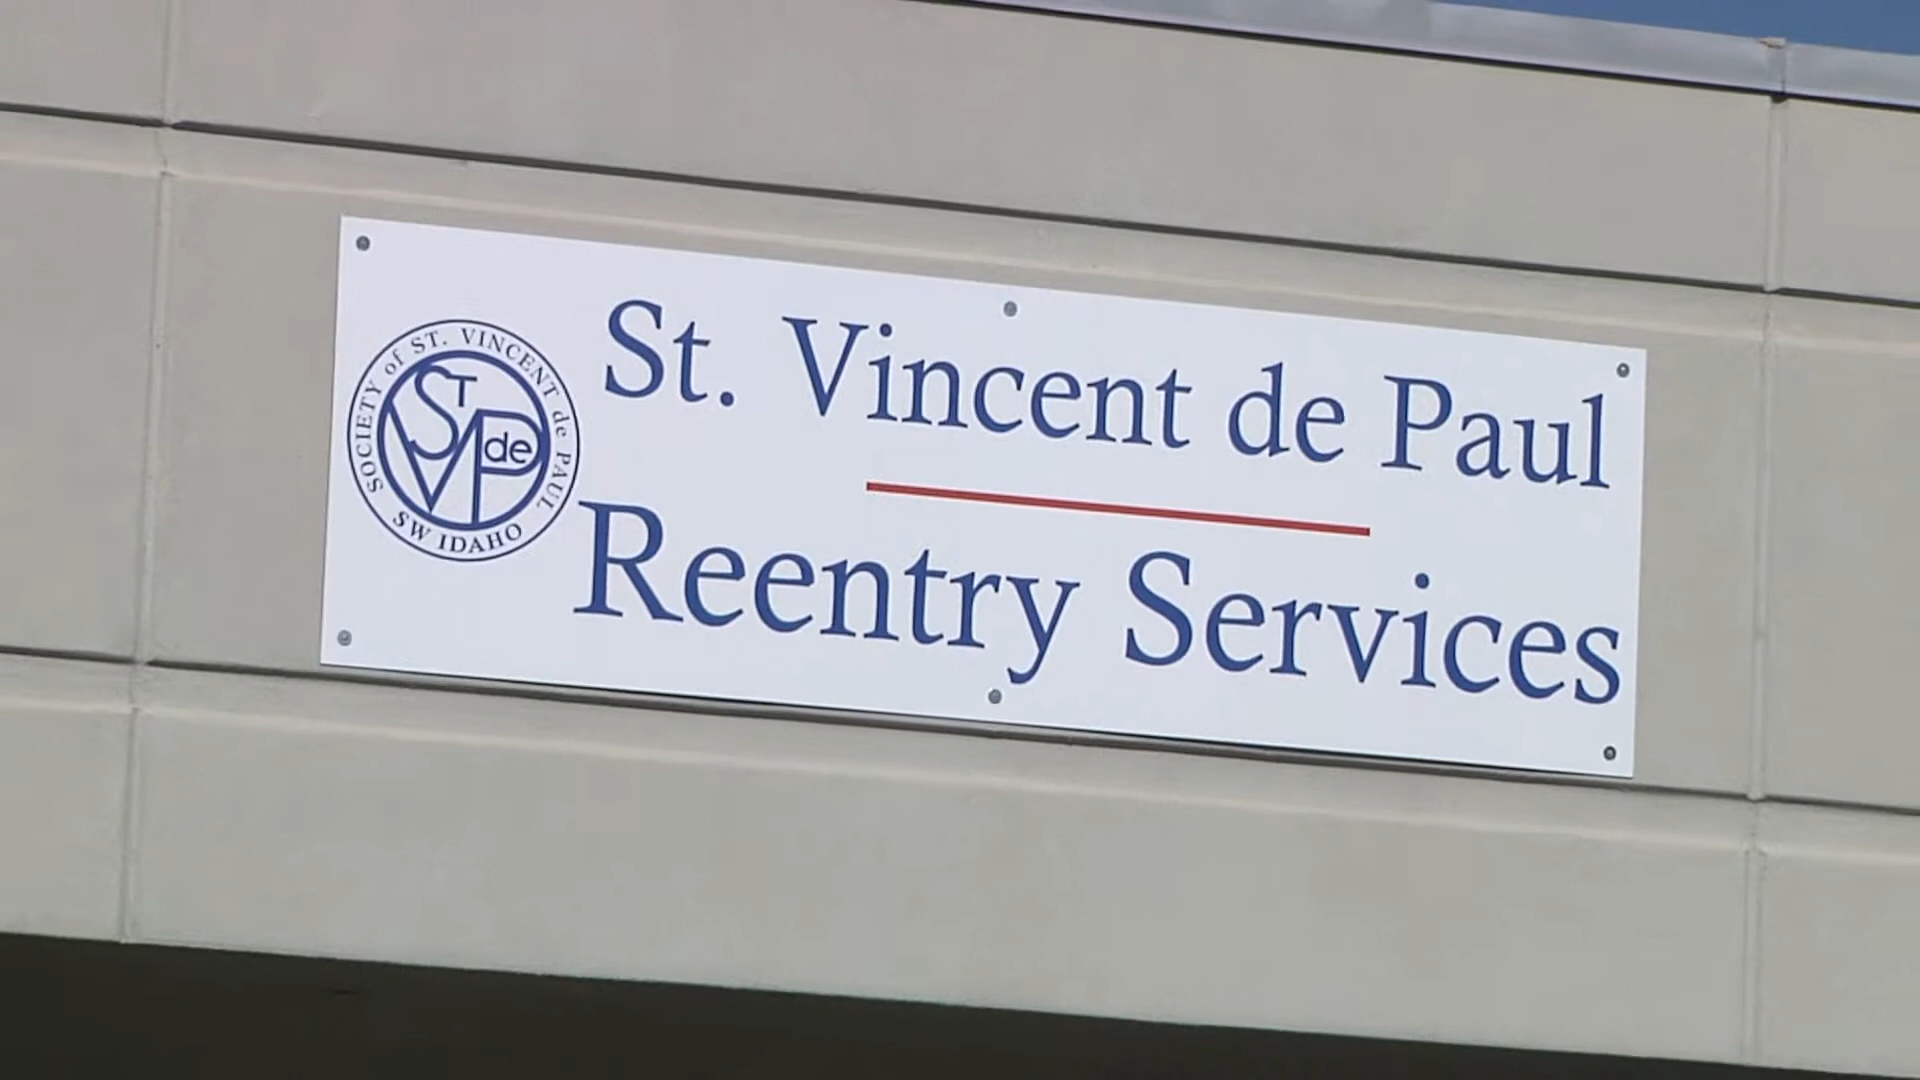 SOCIETY of ST. VINCENT de PAUL
SW IDAHO
ST
V de P
St. Vincent de Paul
Reentry Services